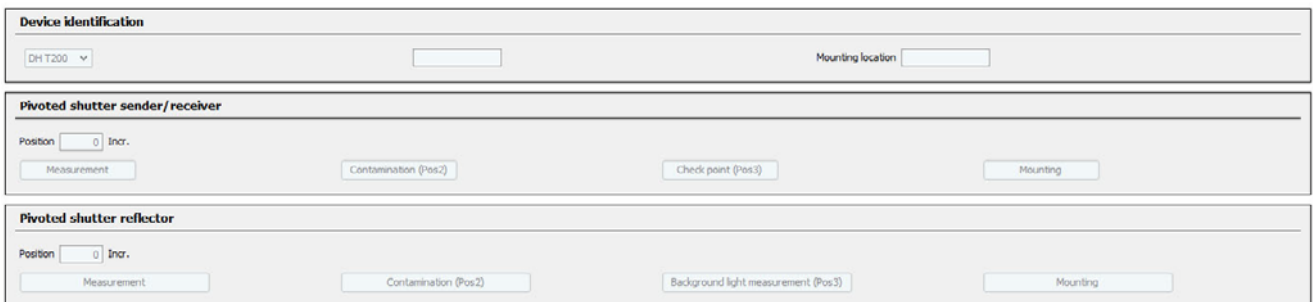 Device identification
DH T200
Mounting location
Pivoted shutter sender/receiver
Position 0 Incr.
Measurement Contamination (Pos2) Check point (Pos3) Mounting
Pivoted shutter reflector
Position 0 Incr.
Measurement Contamination (Pos2) Background light measurement (Pos3) Mounting